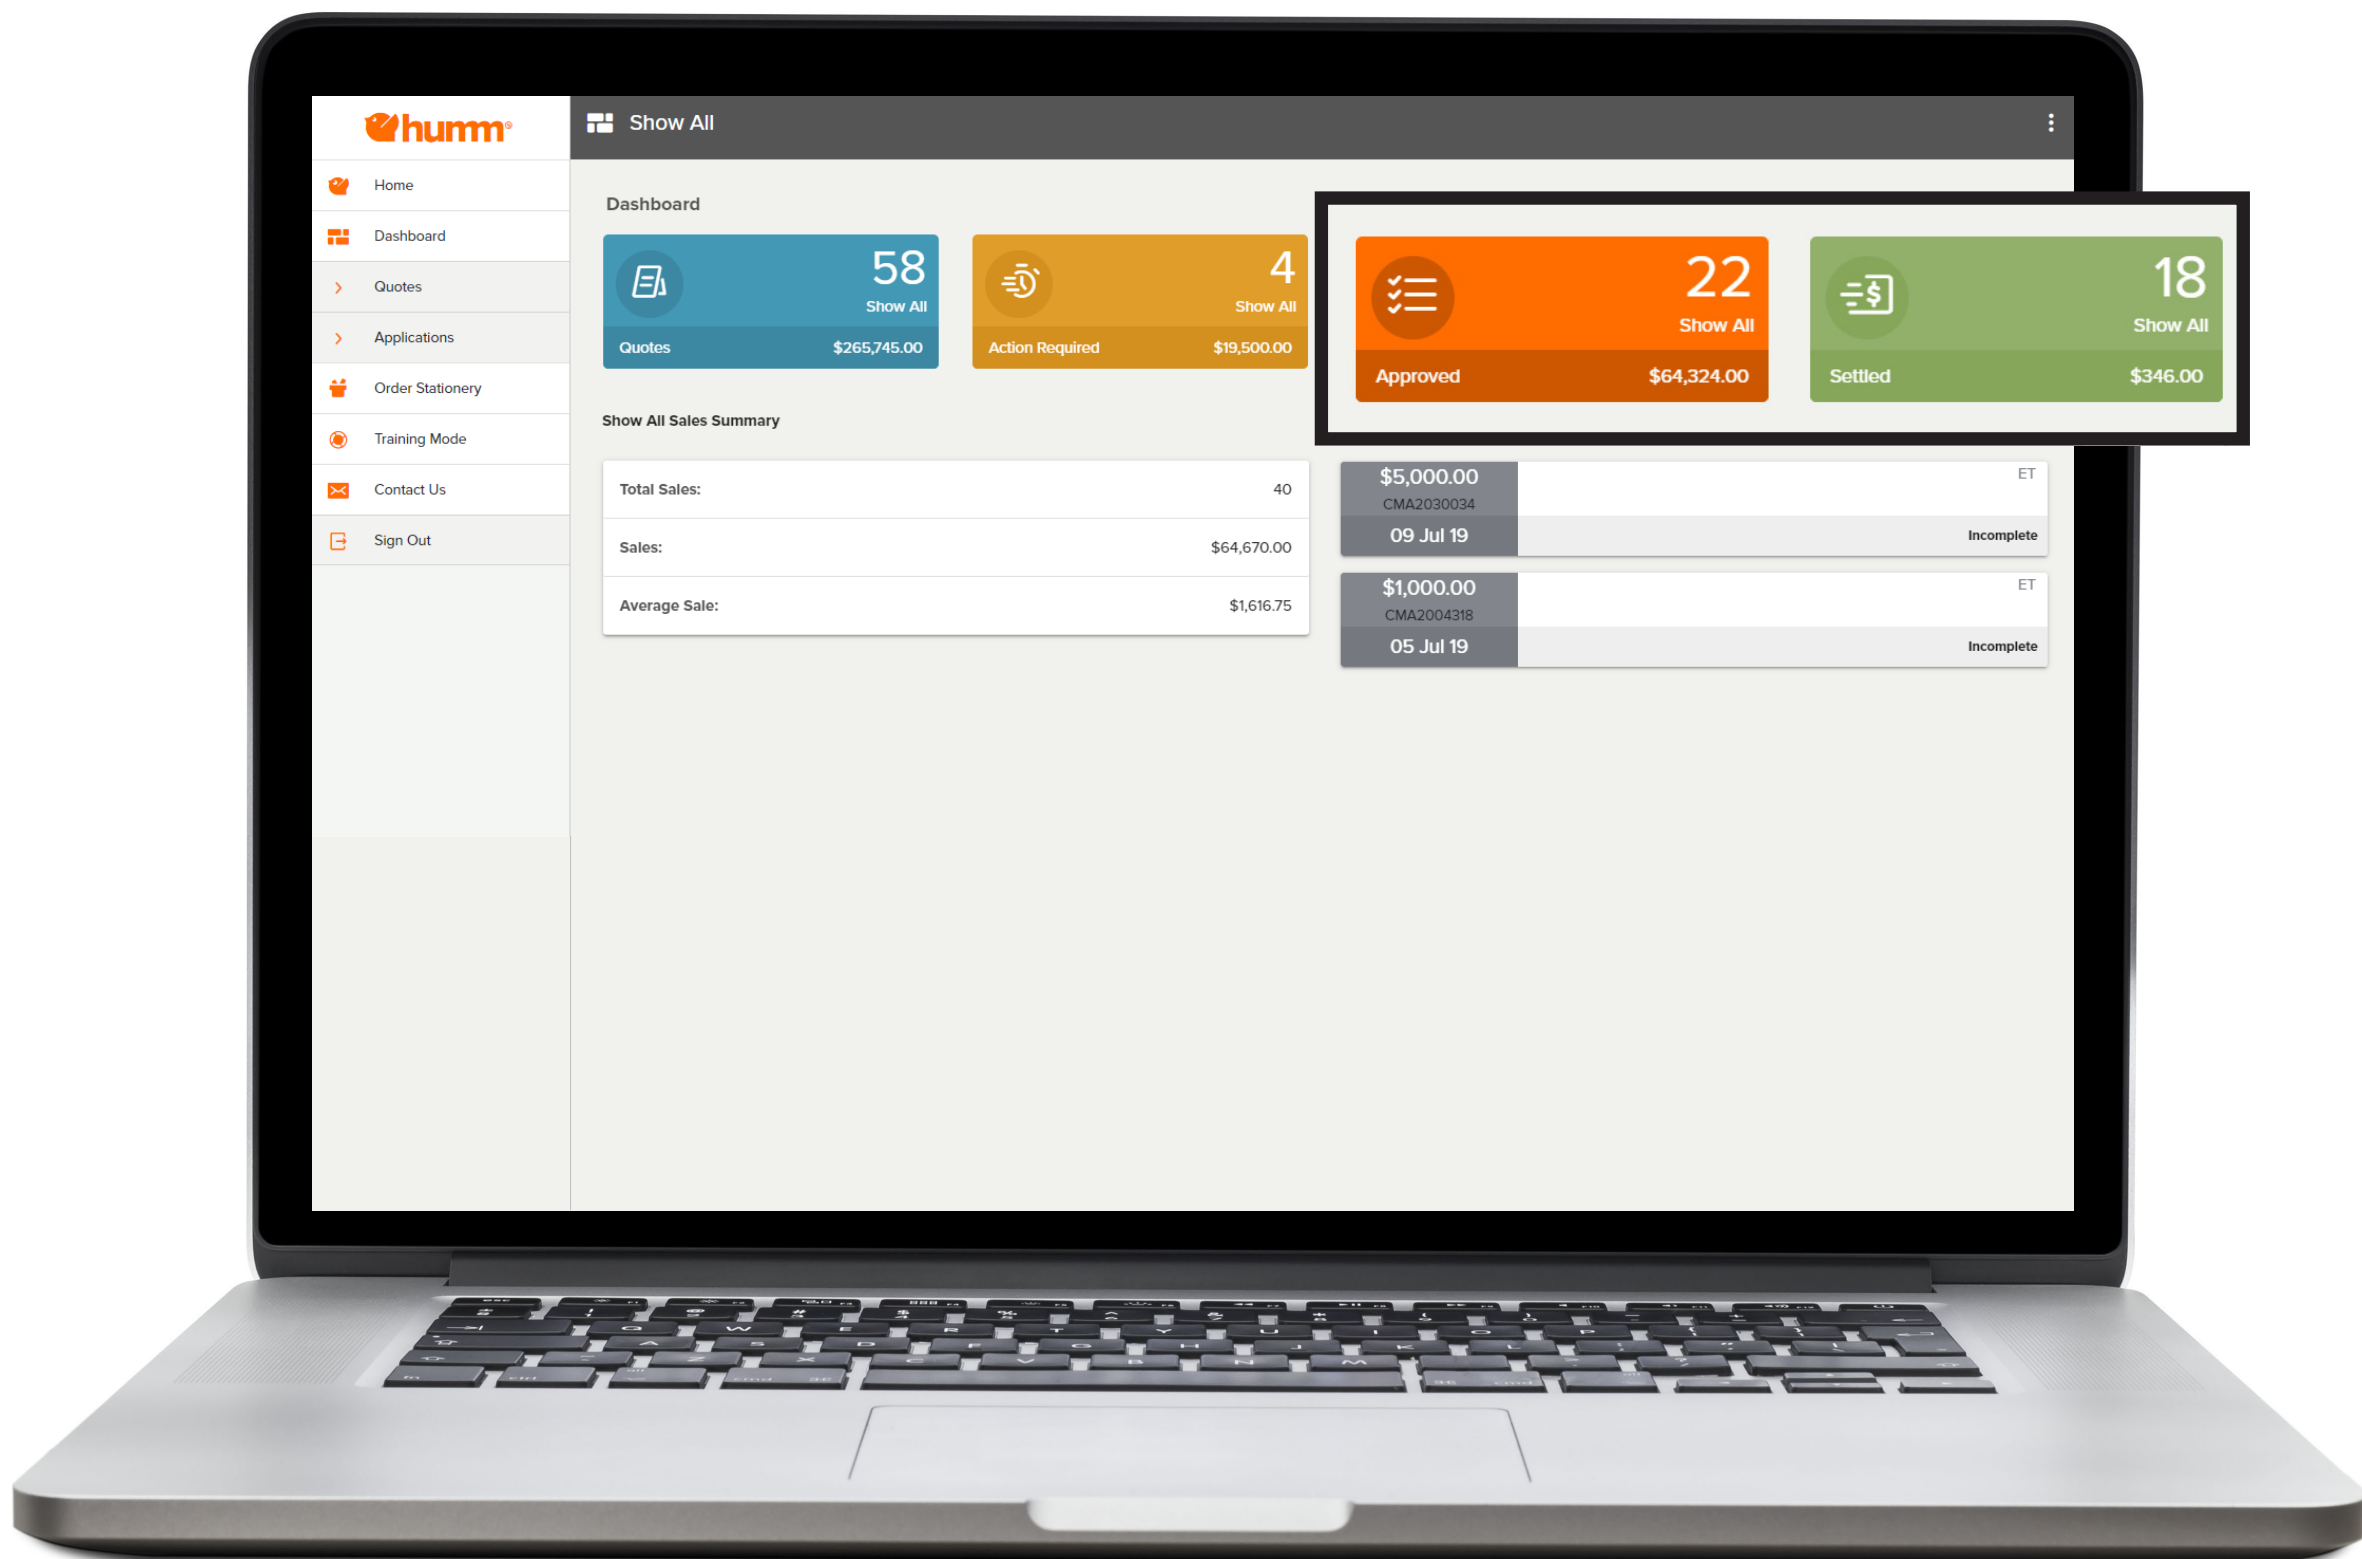 humm
Show All
Home
Dashboard
Quotes
Applications
Order Stationery
Training Mode
Contact Us
Sign Out
Dashboard
58
Show All
Quotes $265,745.00
4
Show All
Action Required $19,500.00
22
Show All
Approved $64,324.00
18
Show All
Settled $346.00
Show All Sales Summary
Total Sales: 40
Sales: $64,670.00
Average Sale: $1,616.75
$5,000.00 ET
CMA2030034
09 Jul 19 Incomplete
$1,000.00 ET
CMA2004318
05 Jul 19 Incomplete
Q W E R T Y U I O P
A S D F G H J K L
Z X C V B N M
fn ctrl cmd cmd